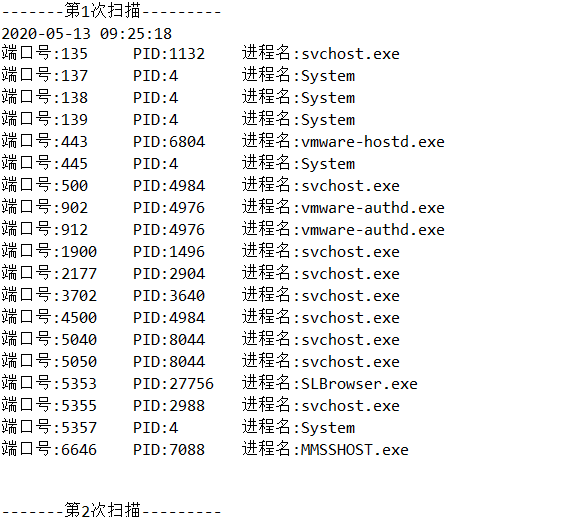 -------第1次扫描---------
2020-05-13 09:25:18
端口号:135     PID:1132    进程名:svchost.exe
端口号:137     PID:4       进程名:System
端口号:138     PID:4       进程名:System
端口号:139     PID:4       进程名:System
端口号:443     PID:6804    进程名:vmware-hostd.exe
端口号:445     PID:4       进程名:System
端口号:500     PID:4984    进程名:svchost.exe
端口号:902     PID:4976    进程名:vmware-authd.exe
端口号:912     PID:4976    进程名:vmware-authd.exe
端口号:1900    PID:1496    进程名:svchost.exe
端口号:2177    PID:2904    进程名:svchost.exe
端口号:3702    PID:3640    进程名:svchost.exe
端口号:4500    PID:4984    进程名:svchost.exe
端口号:5040    PID:8044    进程名:svchost.exe
端口号:5050    PID:8044    进程名:svchost.exe
端口号:5353    PID:27756   进程名:SLBrowser.exe
端口号:5355    PID:2988    进程名:svchost.exe
端口号:5357    PID:4       进程名:System
端口号:6646    PID:7088    进程名:MMSSHOST.exe
-------第2次扫描---------